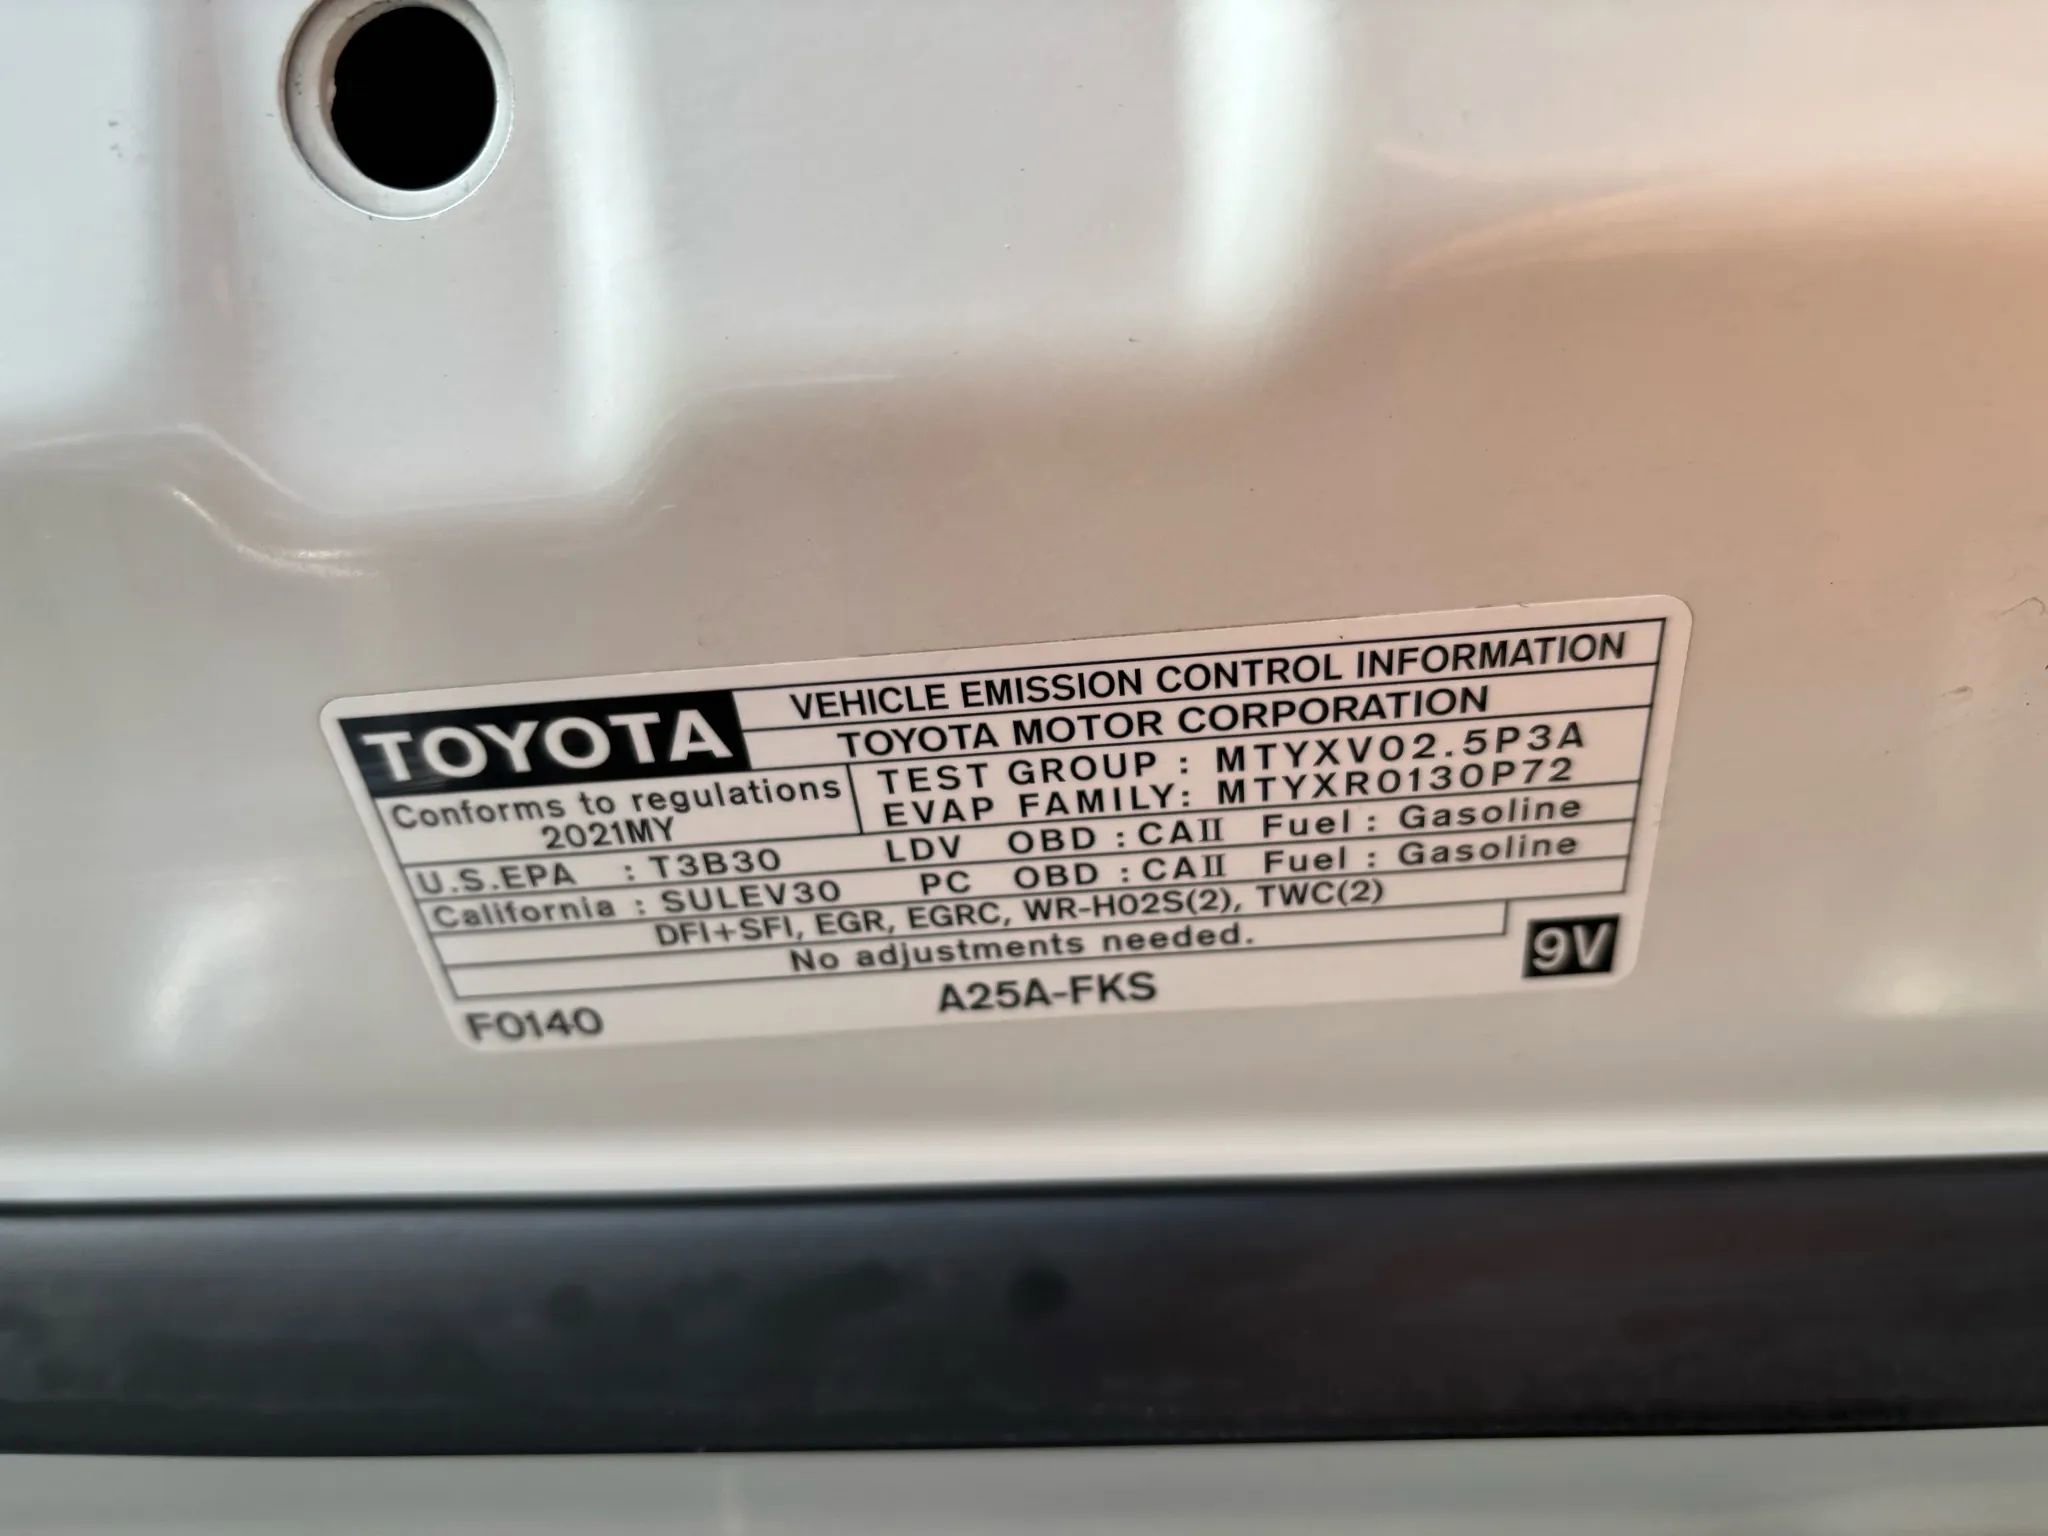 TOYOTA
VEHICLE EMISSION CONTROL INFORMATION
TOYOTA MOTOR CORPORATION
Conforms to regulations
2021MY
TEST GROUP : MTYXV02.5P3A
EVAP FAMILY: MTYXR0130P72
U.S.EPA : T3B30 LDV OBD : CAII Fuel : Gasoline
California : SULEV30 PC OBD : CAII Fuel : Gasoline
DFI+SFI, EGR, EGRC, WR-HO2S(2), TWC(2)
No adjustments needed.
F0140 A25A-FKS 9V